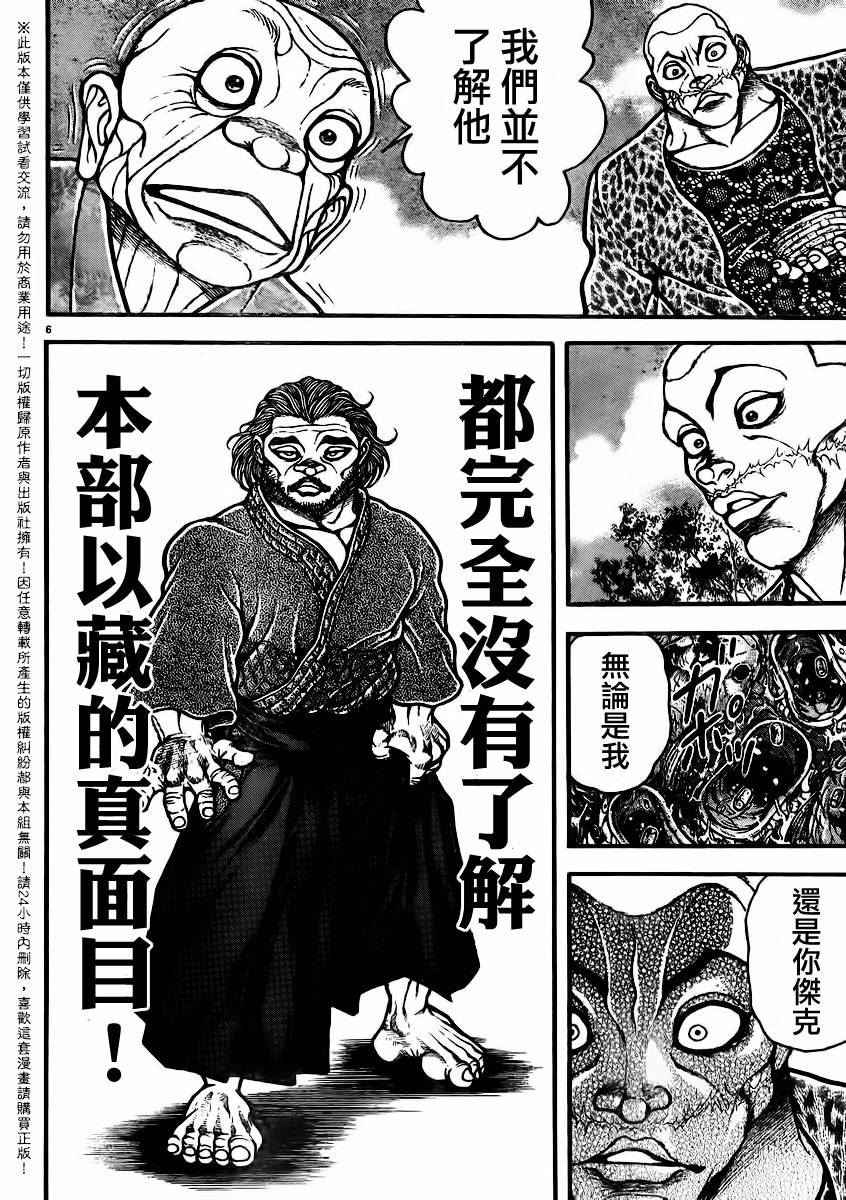 我們並不
了解他
無論是我
ガポッ
還是你傑克
都完全沒有了解
本部以藏的真面目！
6
※此版本僅供學習試看交流，請勿用於商業用途！一切版權歸原作者與出版社擁有！因任意轉載所產生的版權糾紛都與本組無關！請24小時內刪除，喜歡這套漫畫請購買正版！